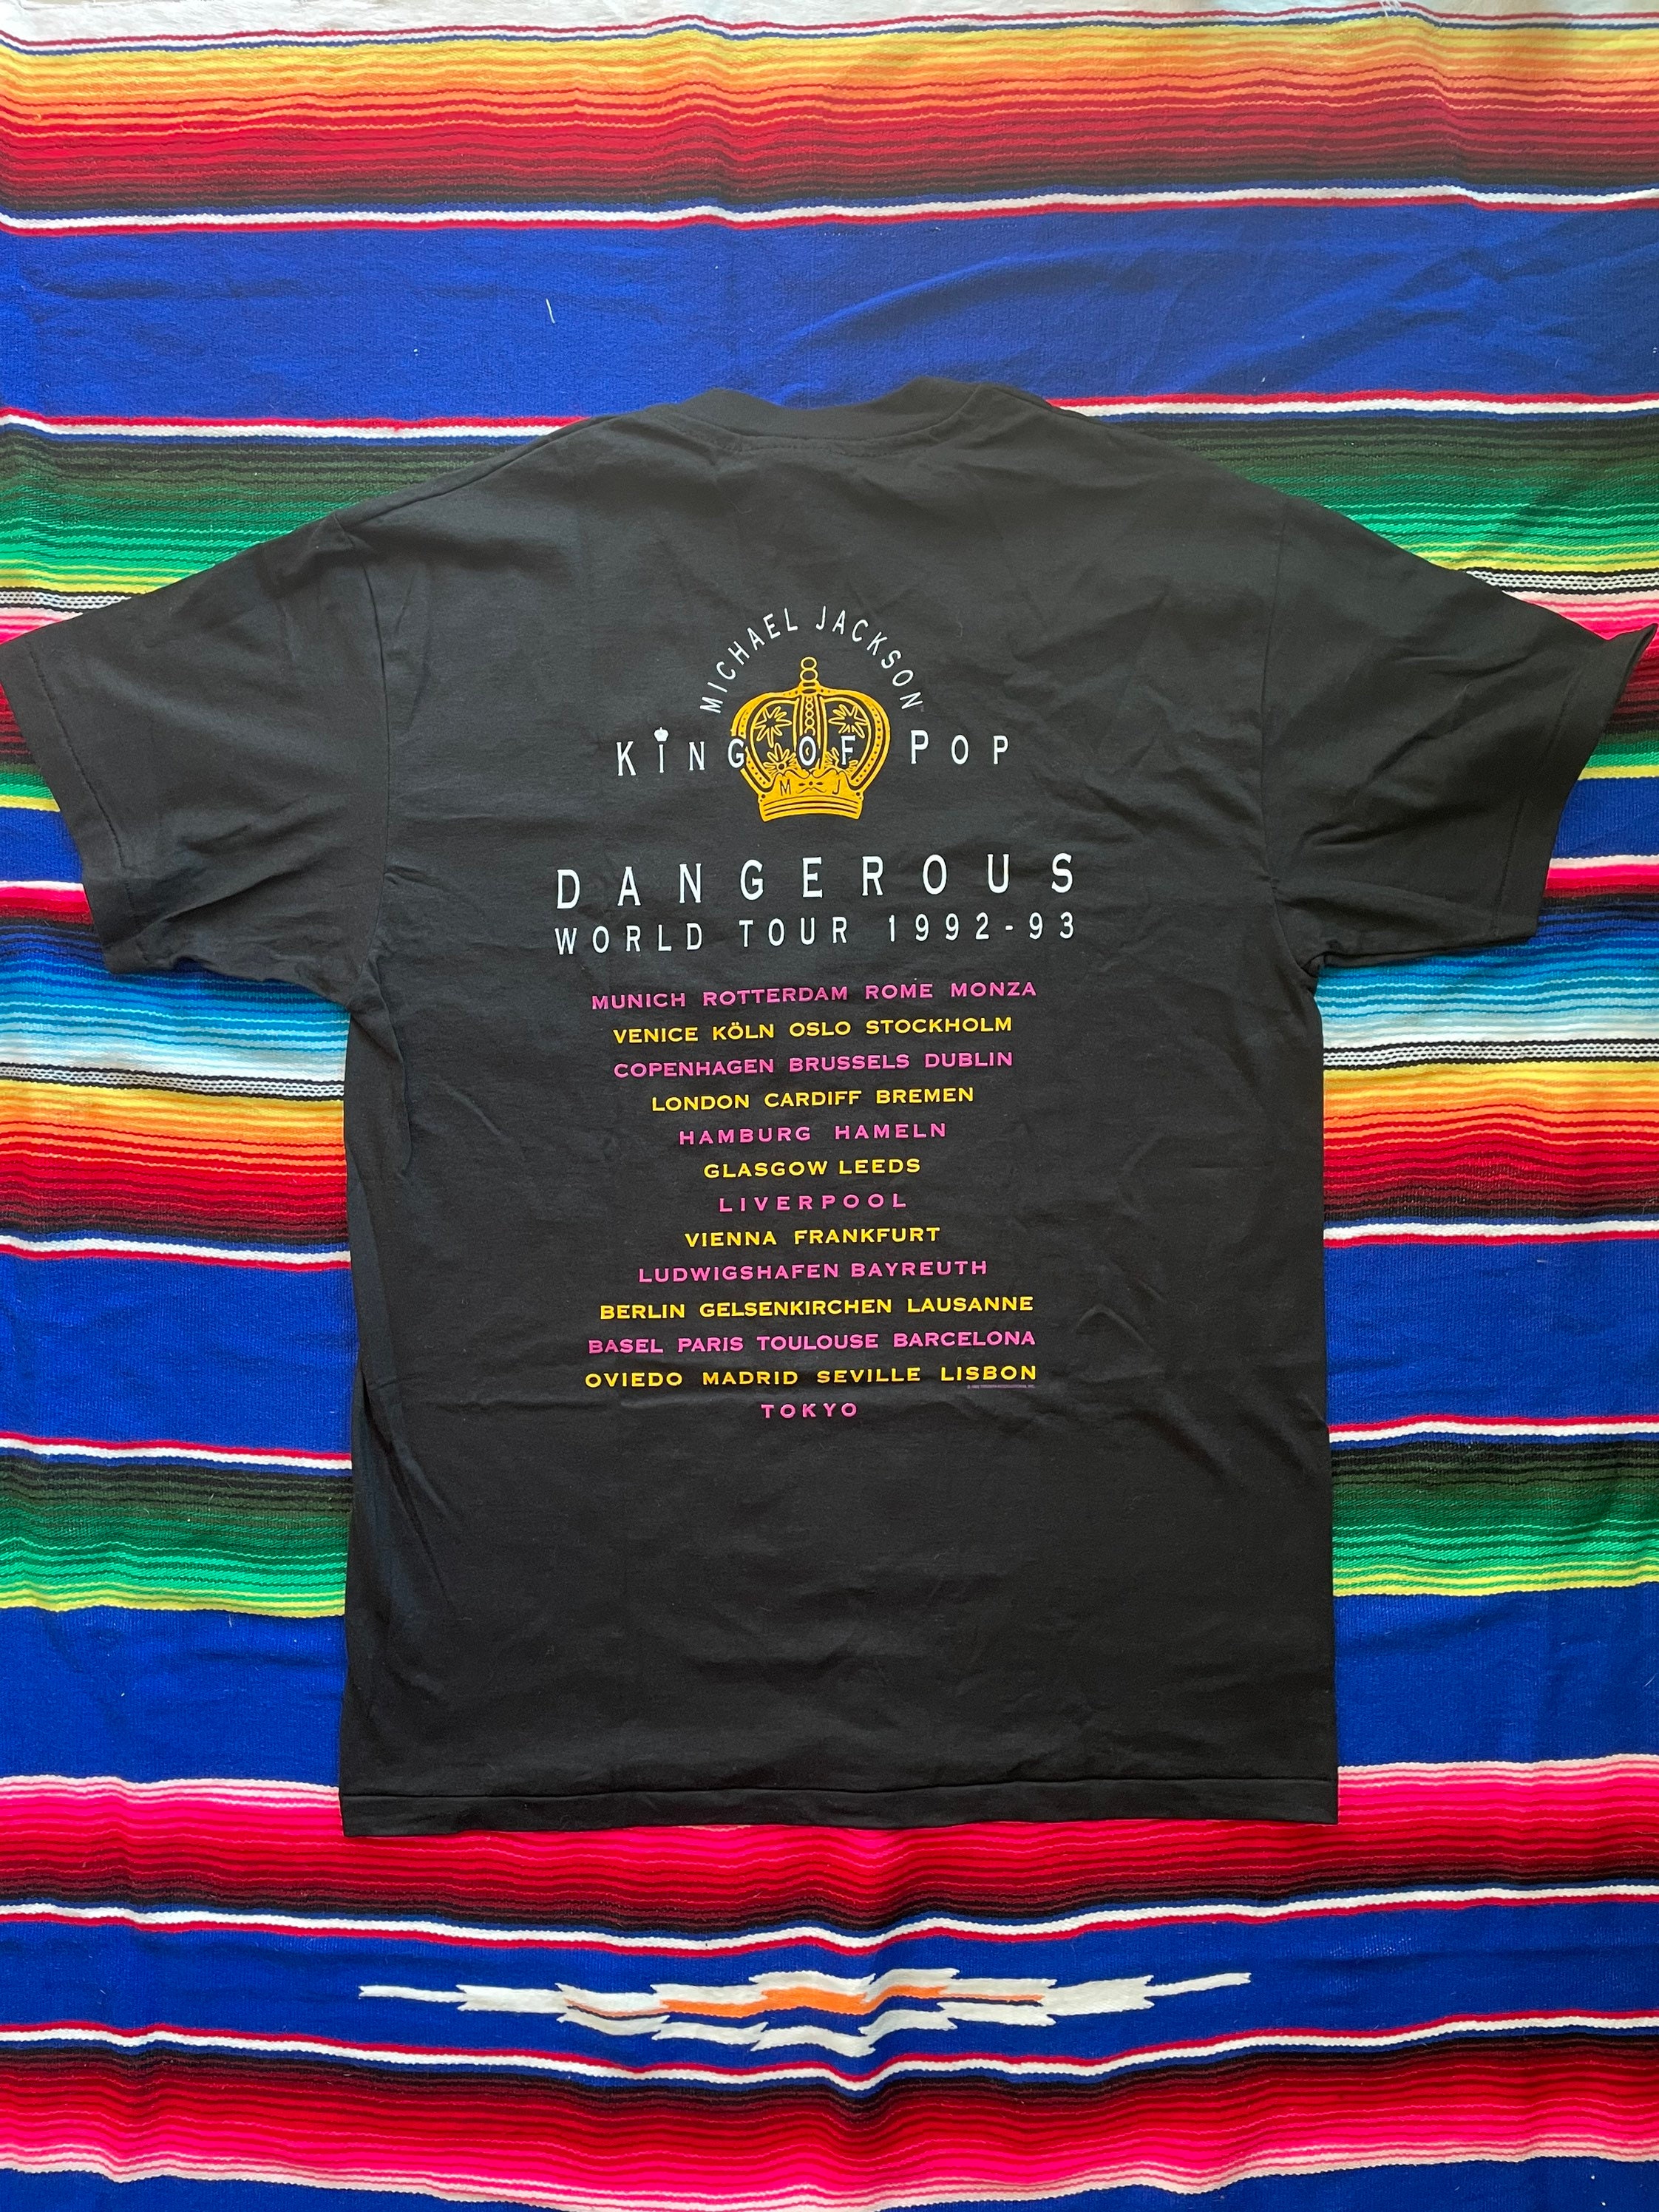 MICHAEL JACKSON
KING OF POP
M J
DANGEROUS
WORLD TOUR 1992-93
MUNICH ROTTERDAM ROME MONZA
VENICE KÖLN OSLO STOCKHOLM
COPENHAGEN BRUSSELS DUBLIN
LONDON CARDIFF BREMEN
HAMBURG HAMELN
GLASGOW LEEDS
LIVERPOOL
VIENNA FRANKFURT
LUDWIGSHAFEN BAYREUTH
BERLIN GELSENKIRCHEN LAUSANNE
BASEL PARIS TOULOUSE BARCELONA
OVIEDO MADRID SEVILLE LISBON
TOKYO